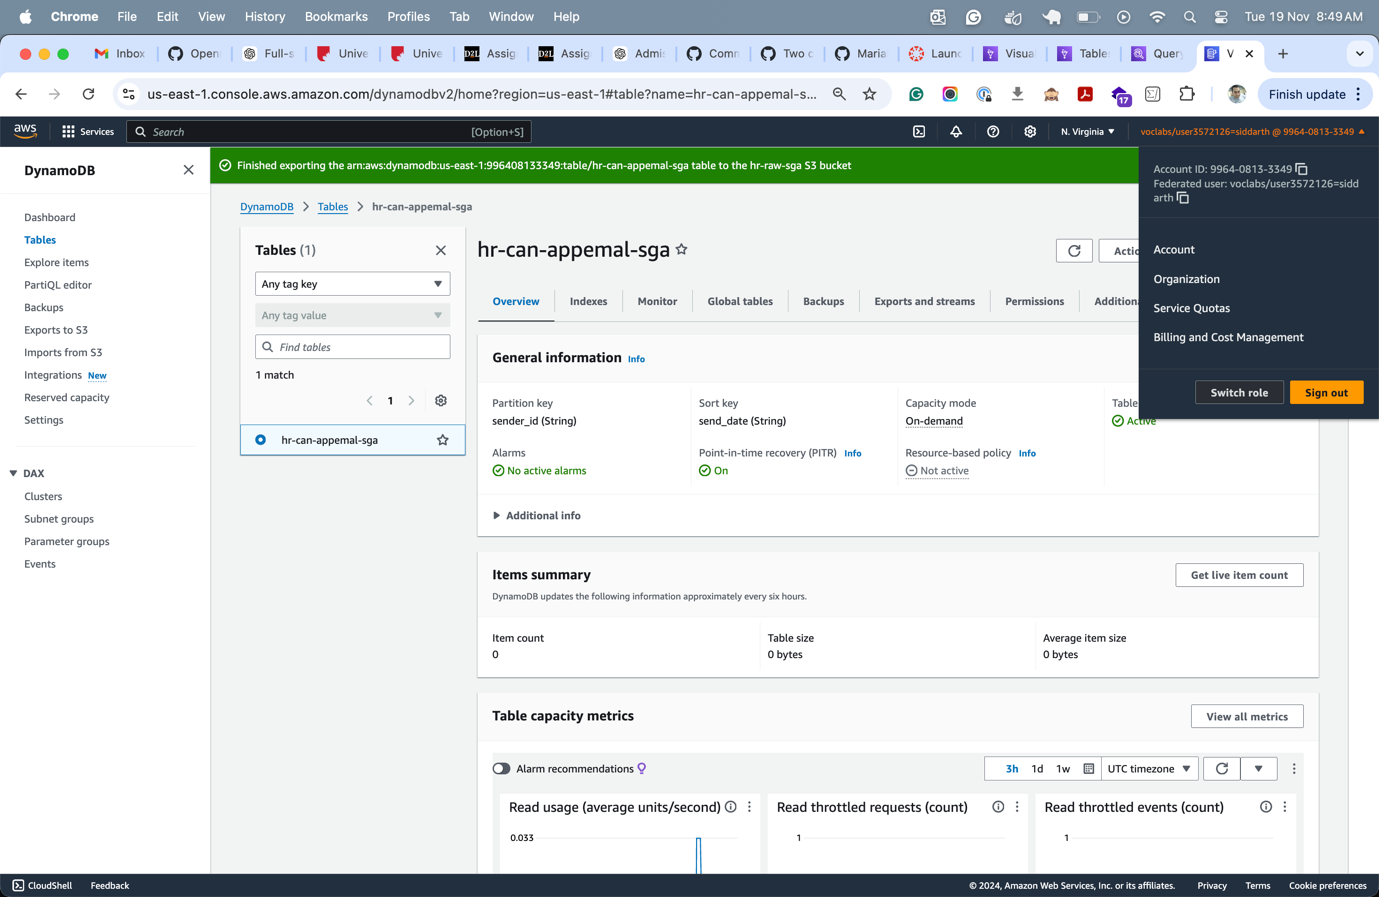 Chrome File Edit View History Bookmarks Profiles Tab Window Help Tue 19 Nov 8:49 AM
Inbox Open Full-s Unive Unive D2L Assig D2L Assig Admi Comm Two c Maria Launc Visua Table Query V
us-east-1.console.aws.amazon.com/dynamodbv2/home?region=us-east-1#table?name=hr-can-appemal-s... 17 Finish update
aws Services Search [Option+S] N. Virginia voclabs/user3572126=siddarth @ 9964-0813-3349
DynamoDB
Finished exporting the arn:aws:dynamodb:us-east-1:996408133349:table/hr-can-appemal-sga table to the hr-raw-sga S3 bucket
Account ID: 9964-0813-3349
Federated user: voclabs/user3572126=sidd
arth
Account
Organization
Service Quotas
Billing and Cost Management
Switch role Sign out
Dashboard
Tables
Explore items
PartiQL editor
Backups
Exports to S3
Imports from S3
Integrations New
Reserved capacity
Settings
DAX
Clusters
Subnet groups
Parameter groups
Events
DynamoDB Tables hr-can-appemal-sga
Tables (1)
Any tag key
Any tag value
Find tables
1 match
1
hr-can-appemal-sga
hr-can-appemal-sga Actio
Overview Indexes Monitor Global tables Backups Exports and streams Permissions Additiona
General information Info
Partition key
sender_id (String)
Sort key
send_date (String)
Capacity mode
On-demand
Table
Active
Alarms
No active alarms
Point-in-time recovery (PITR) Info
On
Resource-based policy Info
Not active
Additional info
Items summary Get live item count
DynamoDB updates the following information approximately every six hours.
Item count
0
Table size
0 bytes
Average item size
0 bytes
Table capacity metrics View all metrics
Alarm recommendations 3h 1d 1w UTC timezone
Read usage (average units/second)
0.033
Read throttled requests (count)
1
Read throttled events (count)
1
CloudShell Feedback © 2024, Amazon Web Services, Inc. or its affiliates. Privacy Terms Cookie preferences